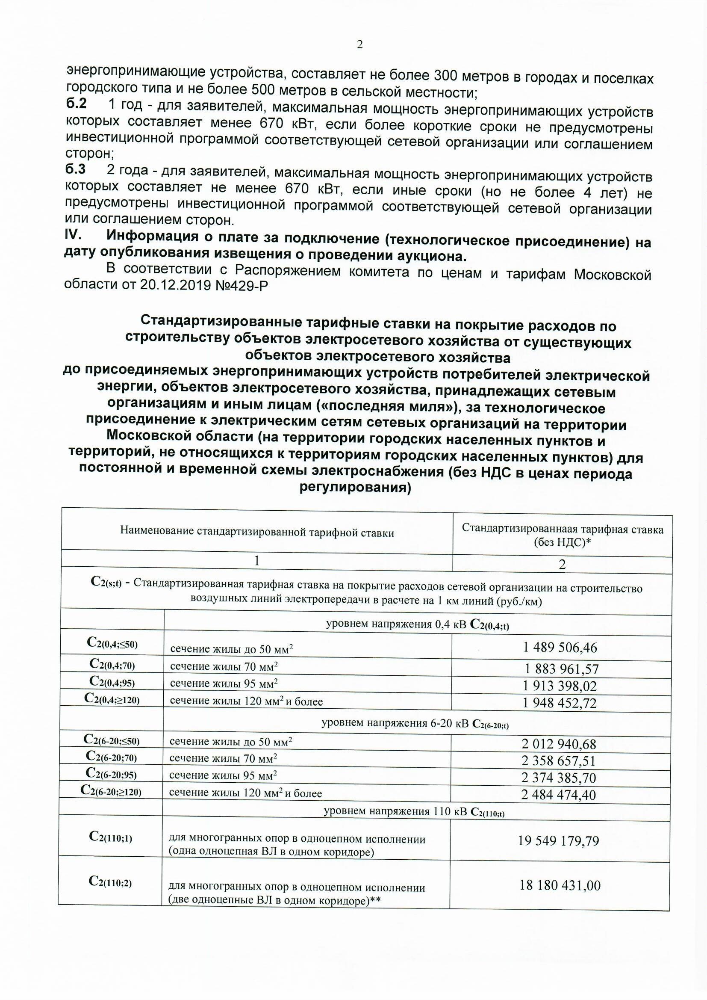 2
энергопринимающие устройства, составляет не более 300 метров в городах и поселках
городского типа и не более 500 метров в сельской местности;
б.2 1 год - для заявителей, максимальная мощность энергопринимающих устройств
которых составляет менее 670 кВт, если более короткие сроки не предусмотрены
инвестиционной программой соответствующей сетевой организации или соглашением
сторон;
б.3 2 года - для заявителей, максимальная мощность энергопринимающих устройств
которых составляет не менее 670 кВт, если иные сроки (но не более 4 лет) не
предусмотрены инвестиционной программой соответствующей сетевой организации
или соглашением сторон.
IV. Информация о плате за подключение (технологическое присоединение) на
дату опубликования извещения о проведении аукциона.
В соответствии с Распоряжением комитета по ценам и тарифам Московской
области от 20.12.2019 №429-Р
Стандартизированные тарифные ставки на покрытие расходов по
строительству объектов электросетевого хозяйства от существующих
объектов электросетевого хозяйства
до присоединяемых энергопринимающих устройств потребителей электрической
энергии, объектов электросетевого хозяйства, принадлежащих сетевым
организациям и иным лицам («последняя миля»), за технологическое
присоединение к электрическим сетям сетевых организаций на территории
Московской области (на территории городских населенных пунктов и
территорий, не относящихся к территориям городских населенных пунктов) для
постоянной и временной схемы электроснабжения (без НДС в ценах периода
регулирования)
Наименование стандартизированной тарифной ставки
Стандартизированнаая тарифная ставка
(без НДС)*
1 2
С2(s;t) - Стандартизированная тарифная ставка на покрытие расходов сетевой организации на строительство
воздушных линий электропередачи в расчете на 1 км линий (руб./км)
уровнем напряжения 0,4 кВ С2(0,4;t)
С2(0,4;≤50) сечение жилы до 50 мм² 1 489 506,46
С2(0,4;70) сечение жилы 70 мм² 1 883 961,57
С2(0,4;95) сечение жилы 95 мм² 1 913 398,02
С2(0,4;≥120) сечение жилы 120 мм² и более 1 948 452,72
уровнем напряжения 6-20 кВ С2(6-20;t)
С2(6-20;≤50) сечение жилы до 50 мм² 2 012 940,68
С2(6-20;70) сечение жилы 70 мм² 2 358 657,51
С2(6-20;95) сечение жилы 95 мм² 2 374 385,70
С2(6-20;≥120) сечение жилы 120 мм² и более 2 484 474,40
уровнем напряжения 110 кВ С2(110;t)
С2(110;1) для многогранных опор в одноцепном исполнении 19 549 179,79
(одна одноцепная ВЛ в одном коридоре)
С2(110;2) для многогранных опор в одноцепном исполнении 18 180 431,00
(две одноцепные ВЛ в одном коридоре)**